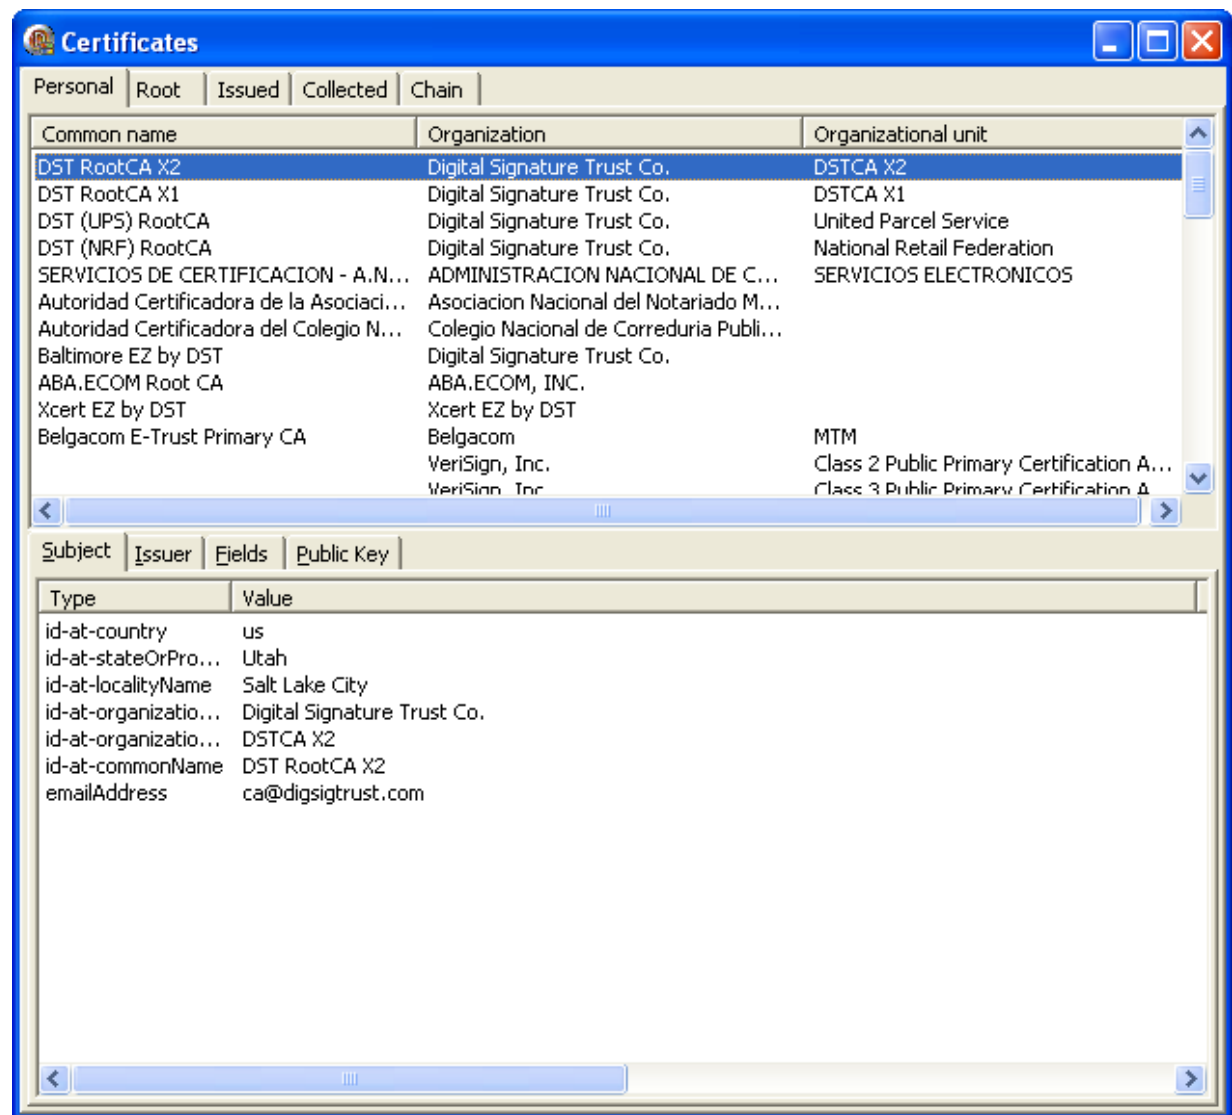 Certificates
Personal Root Issued Collected Chain
Common name Organization Organizational unit
DST RootCA X2 Digital Signature Trust Co. DSTCA X2
DST RootCA X1 Digital Signature Trust Co. DSTCA X1
DST (UPS) RootCA Digital Signature Trust Co. United Parcel Service
DST (NRF) RootCA Digital Signature Trust Co. National Retail Federation
SERVICIOS DE CERTIFICACION - A.N... ADMINISTRACION NACIONAL DE C... SERVICIOS ELECTRONICOS
Autoridad Certificadora de la Asociaci... Asociacion Nacional del Notariado M...
Autoridad Certificadora del Colegio N... Colegio Nacional de Correduria Publi...
Baltimore EZ by DST Digital Signature Trust Co.
ABA.ECOM Root CA ABA.ECOM, INC.
Xcert EZ by DST Xcert EZ by DST
Belgacom E-Trust Primary CA Belgacom MTM
VeriSign, Inc. Class 2 Public Primary Certification A...
VeriSign, Inc. Class 3 Public Primary Certification A
Subject Issuer Fields Public Key
Type Value
id-at-country us
id-at-stateOrPro... Utah
id-at-localityName Salt Lake City
id-at-organizatio... Digital Signature Trust Co.
id-at-organizatio... DSTCA X2
id-at-commonName DST RootCA X2
emailAddress ca@digsigtrust.com